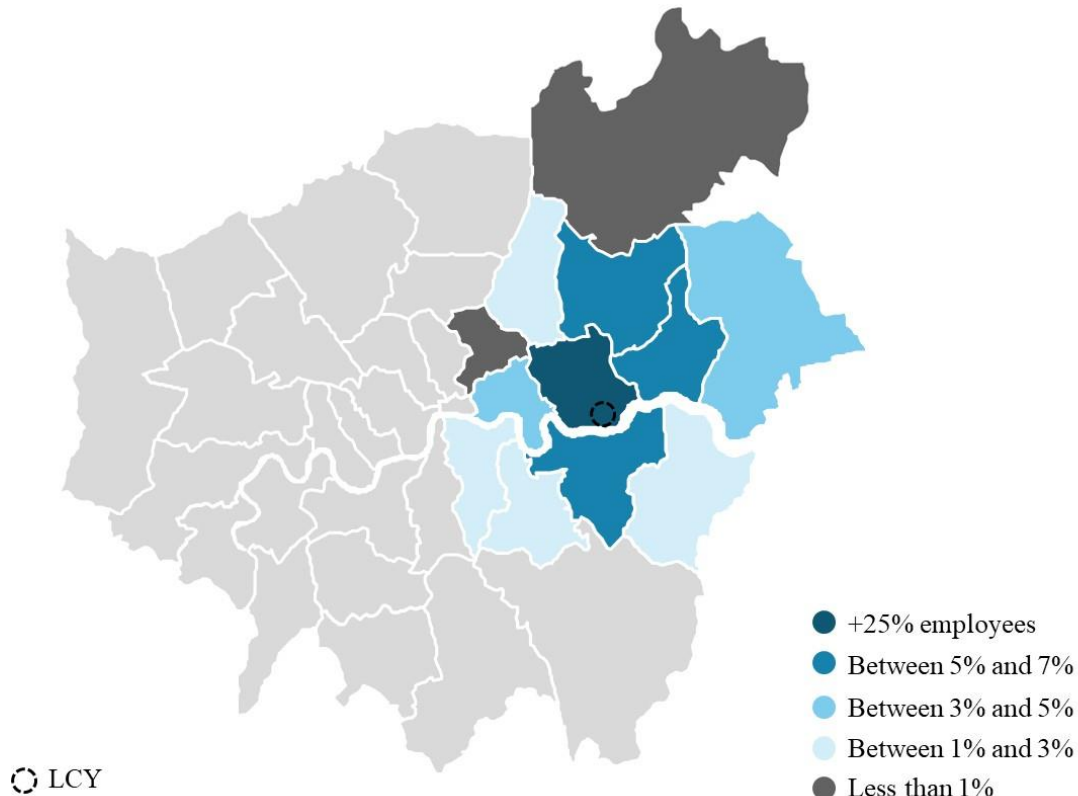 +25% employees
Between 5% and 7%
Between 3% and 5%
Between 1% and 3%
Less than 1%
LCY